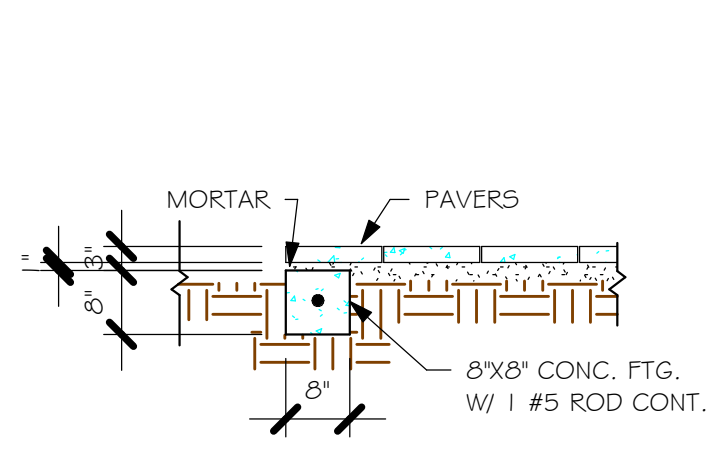 MORTAR
PAVERS
3"
8"
8"
8"X8" CONC. FTG.
W/ 1 #5 ROD CONT.